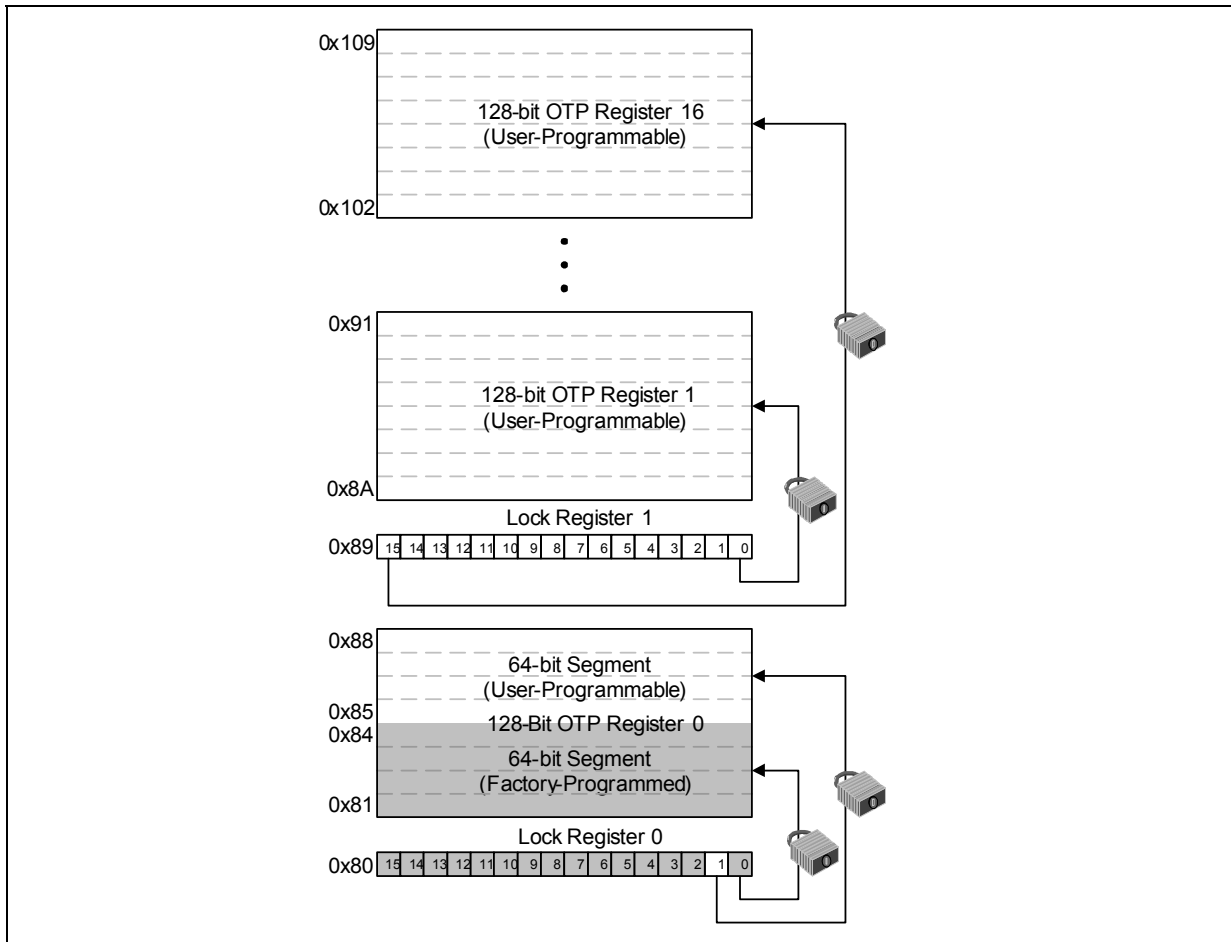 0x109
128-bit OTP Register 16
(User-Programmable)
0x102
0x91
128-bit OTP Register 1
(User-Programmable)
0x8A
Lock Register 1
0x89 15 14 13 12 11 10 9 8 7 6 5 4 3 2 1 0
0x88
64-bit Segment
(User-Programmable)
0x85
128-Bit OTP Register 0
0x84
64-bit Segment
(Factory-Programmed)
0x81
Lock Register 0
0x80 15 14 13 12 11 10 9 8 7 6 5 4 3 2 1 0